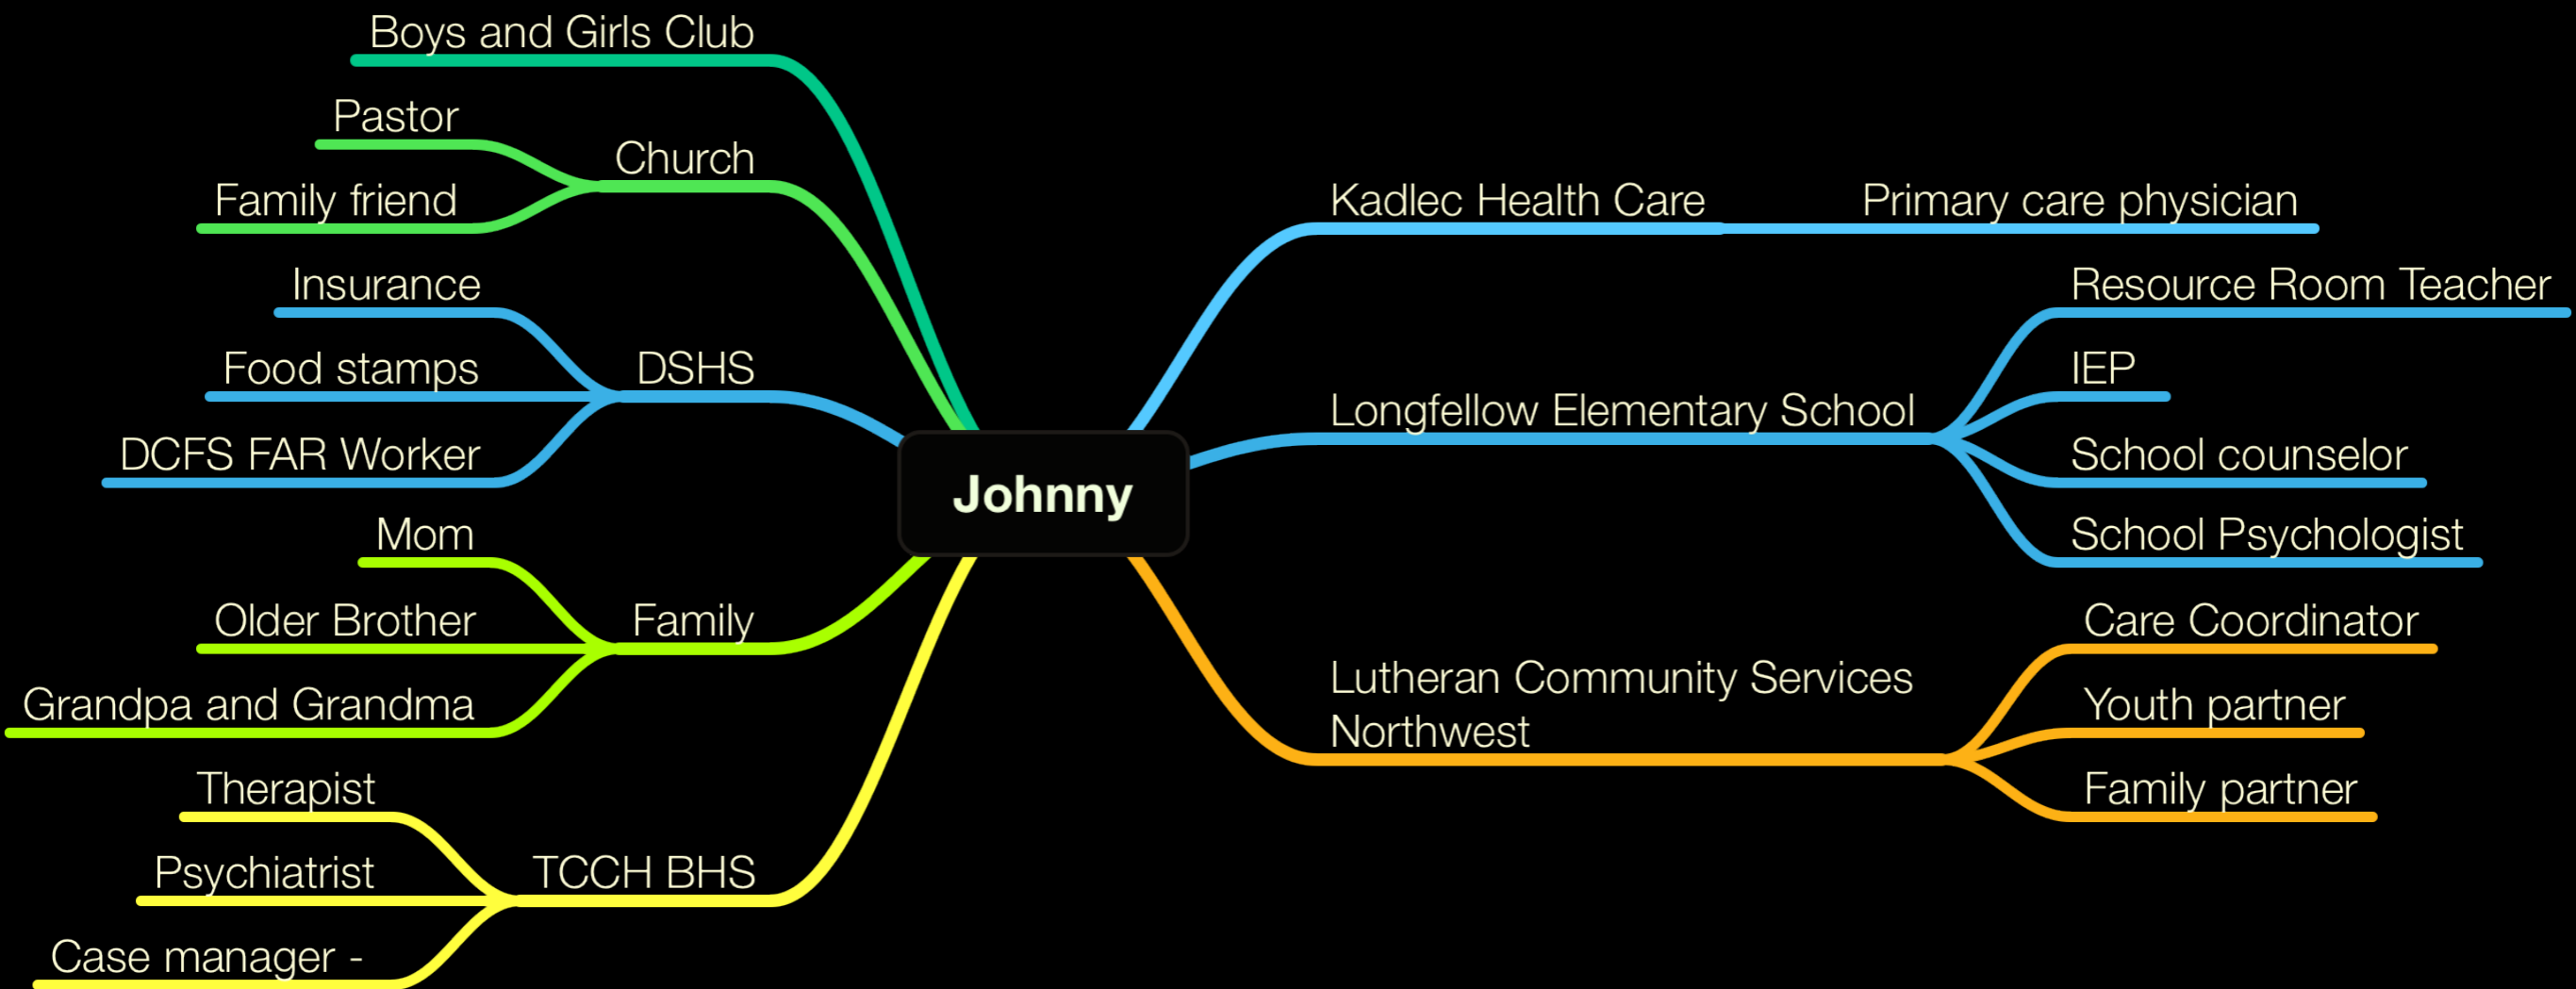 Boys and Girls Club
Pastor
Church
Family friend
Insurance
Food stamps
DSHS
DCFS FAR Worker
Mom
Older Brother
Family
Grandpa and Grandma
Therapist
Psychiatrist
TCCH BHS
Case manager -
Johnny
Kadlec Health Care
Primary care physician
Longfellow Elementary School
Resource Room Teacher
IEP
School counselor
School Psychologist
Lutheran Community Services
Northwest
Care Coordinator
Youth partner
Family partner